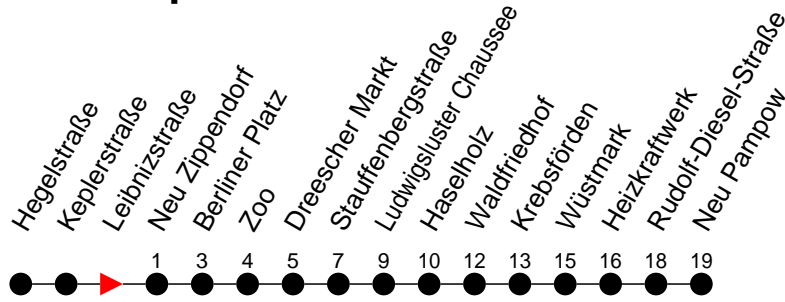 Hegelstraße
Keplerstraße
Leibnizstraße
Neu Zippendorf
Berliner Platz
Zoo
Dreescher Markt
Stauffenbergstraße
Ludwigsluster Chaussee
Haselholz
Waldfriedhof
Krebsförden
Wüstmark
Heizkraftwerk
Rudolf-Diesel-Straße
Neu Pampow
1 3 4 5 7 9 10 12 13 15 16 18 19